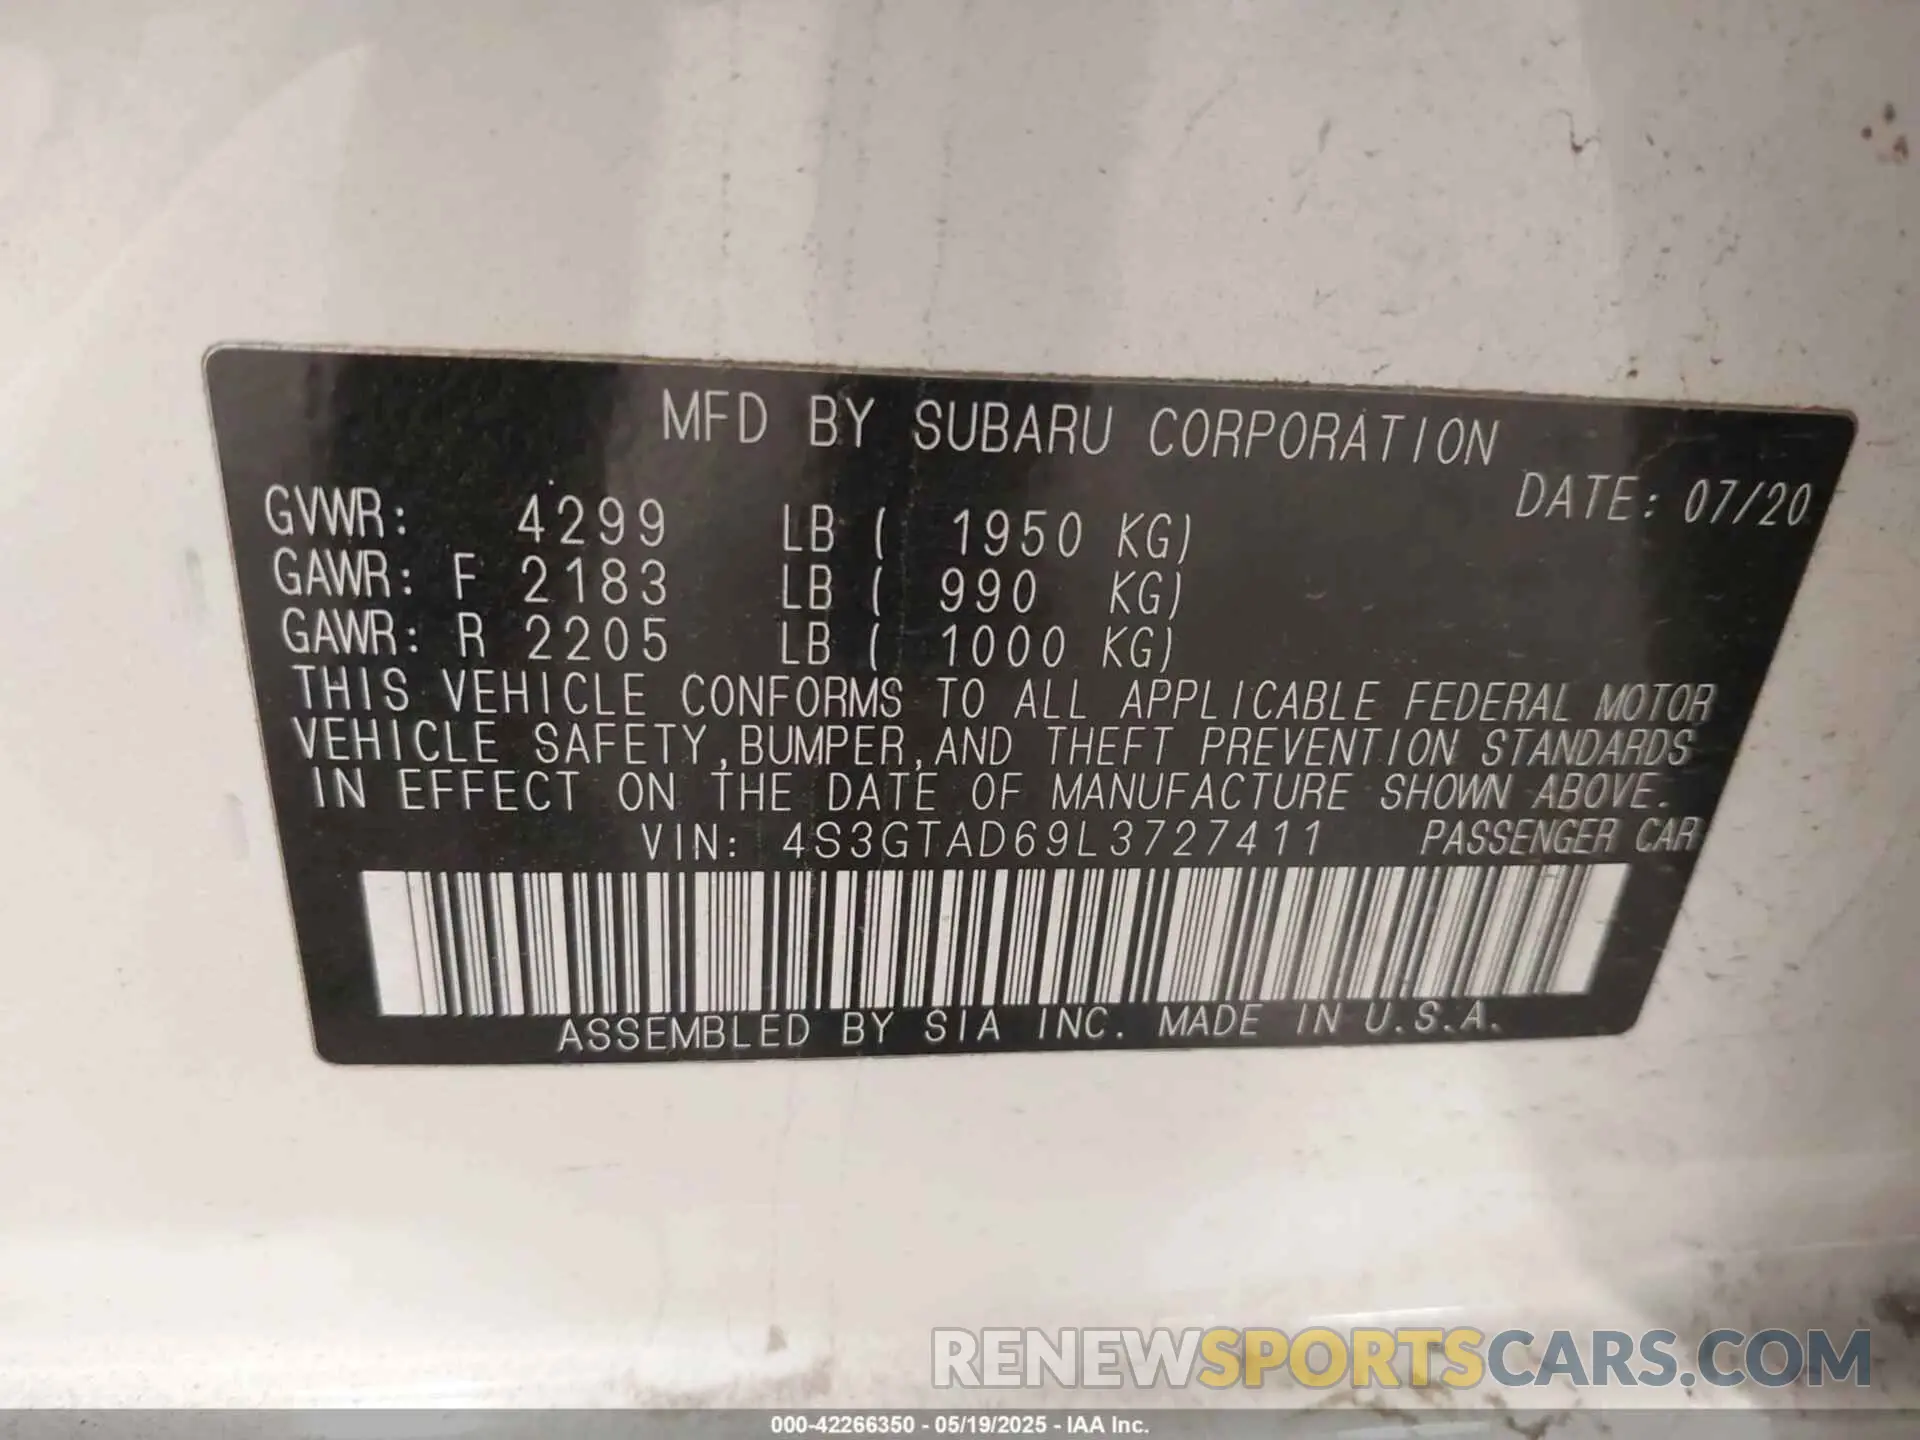 MFD BY SUBARU CORPORATION
DATE: 07/20
GVWR: 4299 LB ( 1950 KG)
GAWR: F 2183 LB ( 990 KG)
GAWR: R 2205 LB ( 1000 KG)
THIS VEHICLE CONFORMS TO ALL APPLICABLE FEDERAL MOTOR
VEHICLE SAFETY,BUMPER,AND THEFT PREVENTION STANDARDS
IN EFFECT ON THE DATE OF MANUFACTURE SHOWN ABOVE.
VIN: 4S3GTAD69L3727411 PASSENGER CAR
ASSEMBLED BY SIA INC. MADE IN U.S.A.
RENEWSPORTSCARS.COM
000-42266350 - 05/19/2025 - IAA Inc.